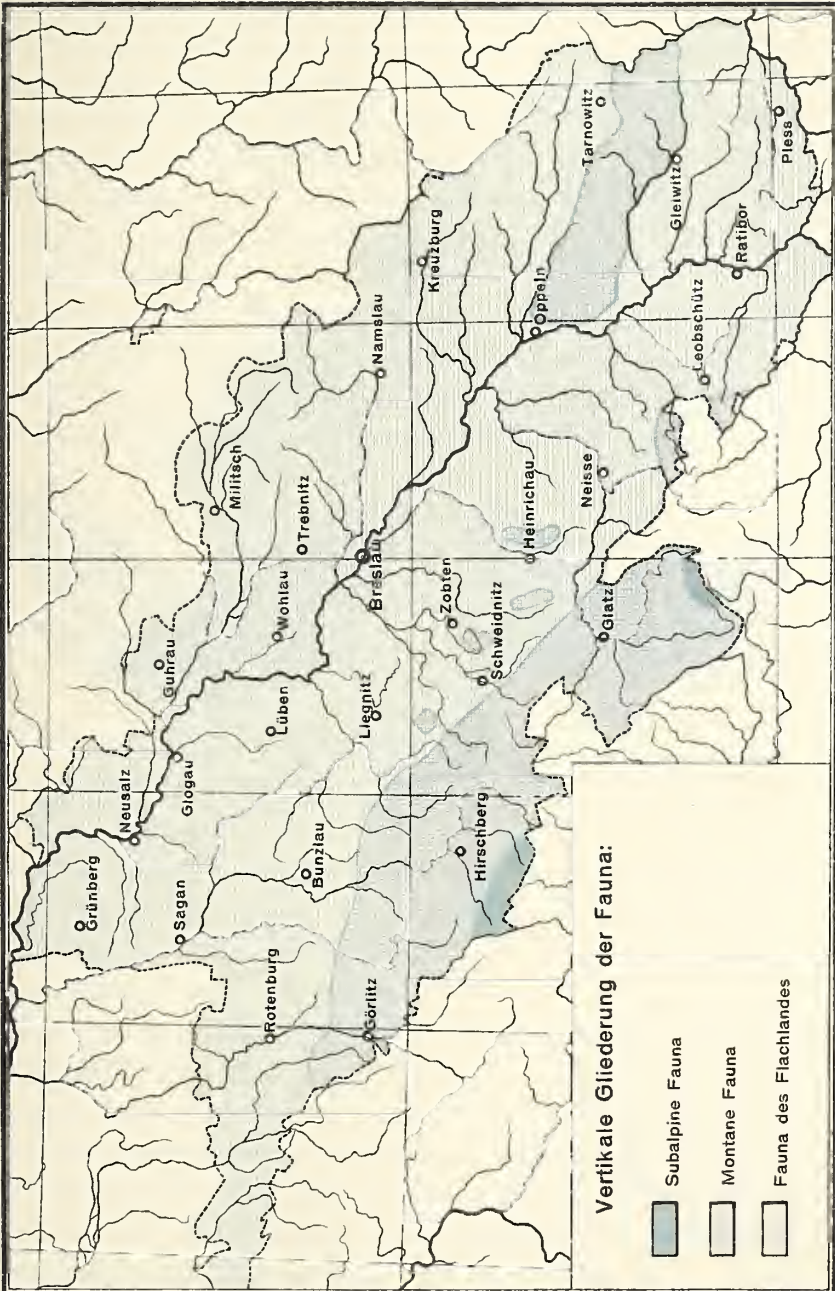 Grünberg
Neusalz
Sagan
Glogau
Guhrau
Militsch
Rotenburg
Bunzlau
Lüben
Wohlau
Trebnitz
Görlitz
Liegnitz
Breslau
Namslau
Hirschberg
Schweidnitz
Zobten
Kreuzburg
Heinrichau
Oppeln
Glatz
Neisse
Tarnowitz
Leobschütz
Gleiwitz
Ratibor
Pless
Vertikale Gliederung der Fauna:
Subalpine Fauna
Montane Fauna
Fauna des Flachlandes